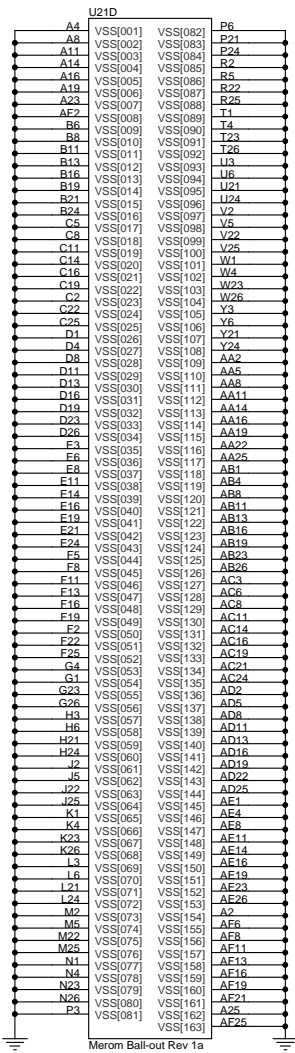 U21D
A4 VSS[001] VSS[082] P6
A8 VSS[002] VSS[083] P21
A11 VSS[003] VSS[084] P24
A14 VSS[004] VSS[085] R2
A16 VSS[005] VSS[086] R5
A19 VSS[006] VSS[087] R22
A23 VSS[007] VSS[088] R25
AF2 VSS[008] VSS[089] T1
B6 VSS[009] VSS[090] T4
B8 VSS[010] VSS[091] T23
B11 VSS[011] VSS[092] T26
B13 VSS[012] VSS[093] U3
B16 VSS[013] VSS[094] U6
B19 VSS[014] VSS[095] U21
B21 VSS[015] VSS[096] U24
B24 VSS[016] VSS[097] V2
C5 VSS[017] VSS[098] V5
C8 VSS[018] VSS[099] V22
C11 VSS[019] VSS[100] V25
C14 VSS[020] VSS[101] W1
C16 VSS[021] VSS[102] W4
C19 VSS[022] VSS[103] W23
C2 VSS[023] VSS[104] W26
C22 VSS[024] VSS[105] Y3
C25 VSS[025] VSS[106] Y6
D1 VSS[026] VSS[107] Y21
D4 VSS[027] VSS[108] Y24
D8 VSS[028] VSS[109] AA2
D11 VSS[029] VSS[110] AA5
D13 VSS[030] VSS[111] AA8
D16 VSS[031] VSS[112] AA11
D19 VSS[032] VSS[113] AA14
D23 VSS[033] VSS[114] AA16
D26 VSS[034] VSS[115] AA19
E3 VSS[035] VSS[116] AA22
E6 VSS[036] VSS[117] AA25
E8 VSS[037] VSS[118] AB1
E11 VSS[038] VSS[119] AB4
E14 VSS[039] VSS[120] AB8
E16 VSS[040] VSS[121] AB11
E19 VSS[041] VSS[122] AB13
E21 VSS[042] VSS[123] AB16
E24 VSS[043] VSS[124] AB19
F5 VSS[044] VSS[125] AB23
F8 VSS[045] VSS[126] AB26
F11 VSS[046] VSS[127] AC3
F13 VSS[047] VSS[128] AC6
F16 VSS[048] VSS[129] AC8
F19 VSS[049] VSS[130] AC11
F2 VSS[050] VSS[131] AC14
F22 VSS[051] VSS[132] AC16
F25 VSS[052] VSS[133] AC19
G4 VSS[053] VSS[134] AC21
G1 VSS[054] VSS[135] AC24
G23 VSS[055] VSS[136] AD2
G26 VSS[056] VSS[137] AD5
H3 VSS[057] VSS[138] AD8
H6 VSS[058] VSS[139] AD11
H21 VSS[059] VSS[140] AD13
H24 VSS[060] VSS[141] AD16
J2 VSS[061] VSS[142] AD19
J5 VSS[062] VSS[143] AD22
J22 VSS[063] VSS[144] AD25
J25 VSS[064] VSS[145] AE1
K1 VSS[065] VSS[146] AE4
K4 VSS[066] VSS[147] AE8
K23 VSS[067] VSS[148] AE11
K26 VSS[068] VSS[149] AE14
L3 VSS[069] VSS[150] AE16
L6 VSS[070] VSS[151] AE19
L21 VSS[071] VSS[152] AE23
L24 VSS[072] VSS[153] AE26
M2 VSS[073] VSS[154] A2
M5 VSS[074] VSS[155] AF6
M22 VSS[075] VSS[156] AF8
M25 VSS[076] VSS[157] AF11
N1 VSS[077] VSS[158] AF13
N4 VSS[078] VSS[159] AF16
N23 VSS[079] VSS[160] AF19
N26 VSS[080] VSS[161] AF21
P3 VSS[081] VSS[162] A25
VSS[163] AF25
Merom Ball-out Rev 1a